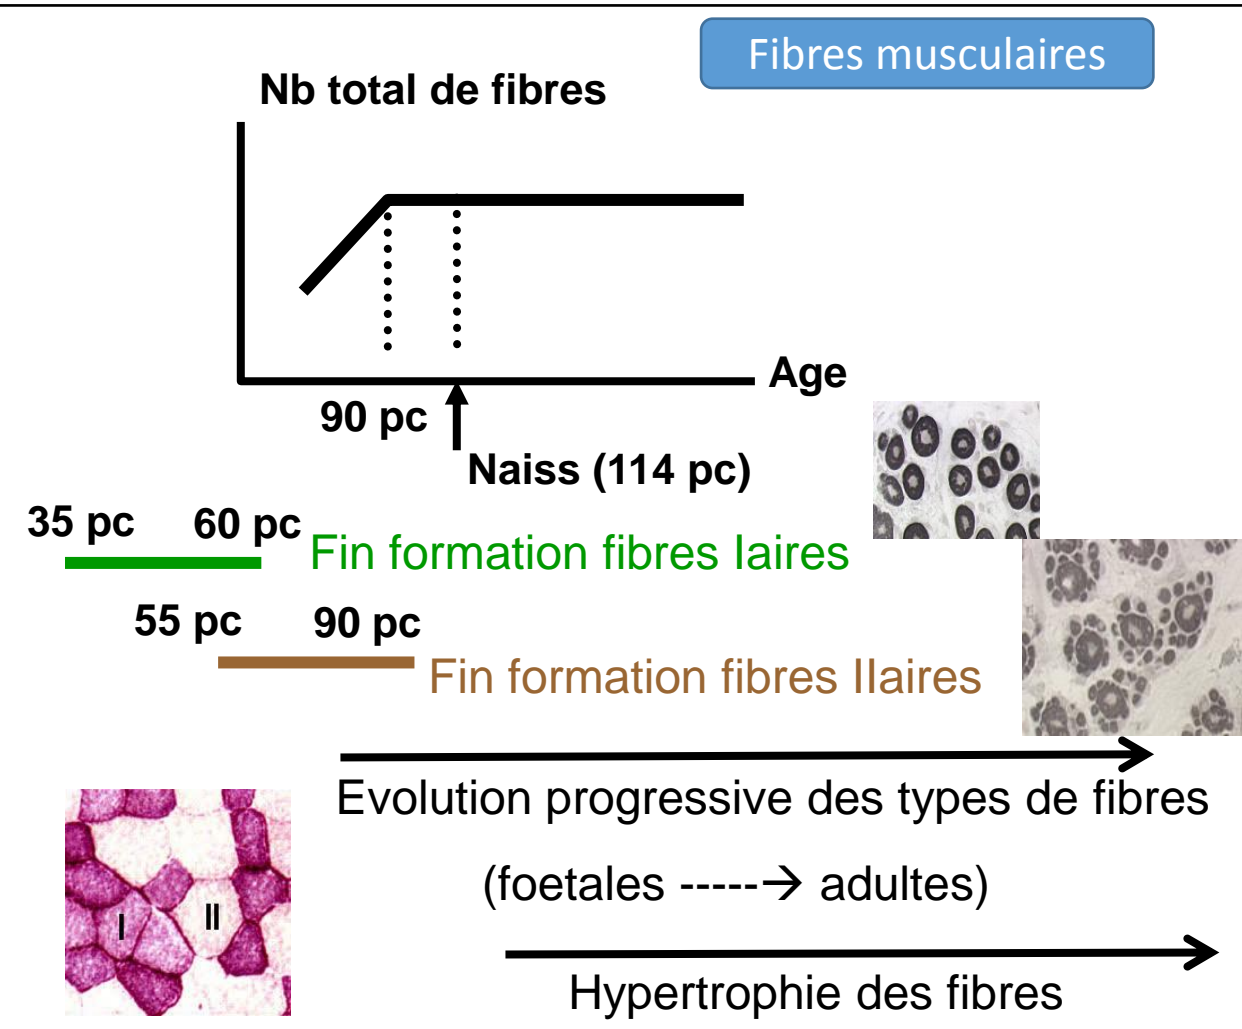 Fibres musculaires
Nb total de fibres
Age
90 pc
Naiss (114 pc)
35 pc 60 pc
Fin formation fibres Iaires
55 pc 90 pc
Fin formation fibres IIaires
Evolution progressive des types de fibres
(foetales -----→ adultes)
I II
Hypertrophie des fibres